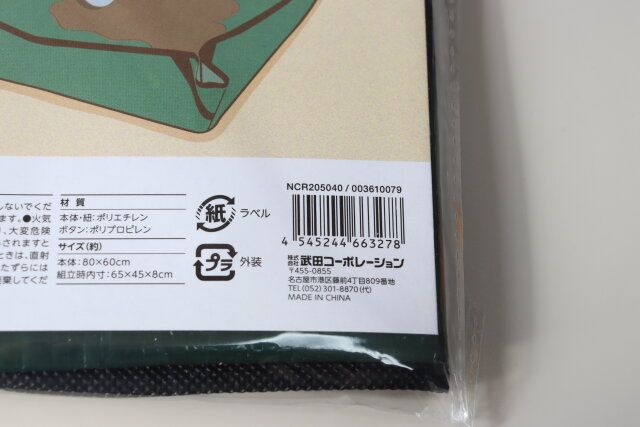 しないでくだ
ます。●火気
、大変危険
されますと
ときは、直射
たずらには
棄してくだ
材 質
本体・紐：ポリエチレン
ボタン：ポリプロピレン
サイズ（約）
本体：80×60cm
組立時内寸：65×45×8cm
紙 ラベル
プラ 外装
NCR205040 / 003610079
4 545244 663278
株式会社 武田コーポレーション
〒455-0855
名古屋市港区藤前4丁目809番地
TEL(052) 301-8870(代)
MADE IN CHINA